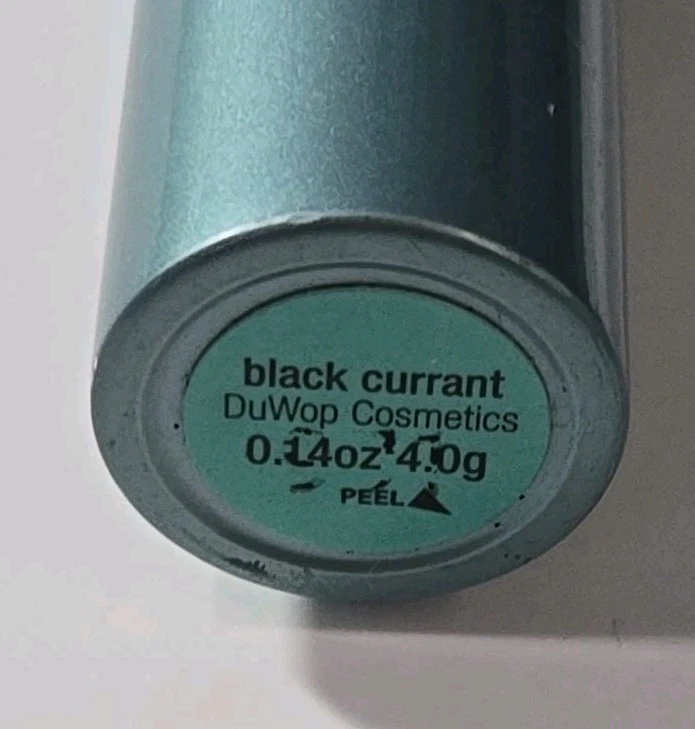 black currant
DuWop Cosmetics
0.14oz 4.0g
PEEL